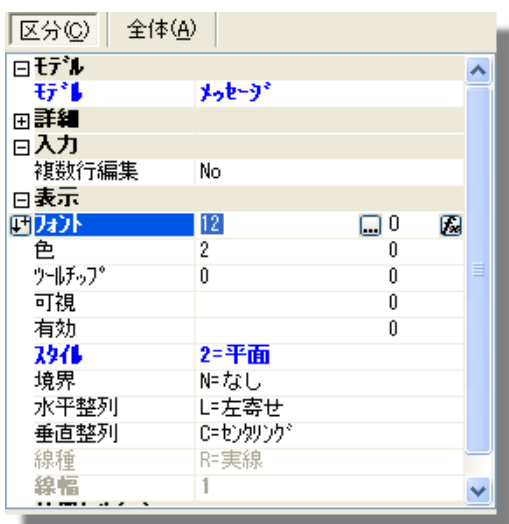 区分(C) 全体(A)
ﾓﾃﾞﾙ
ﾓﾃﾞﾙ ﾒｯｾｰｼﾞ
詳細
入力
複数行編集 No
表示
ﾌｫﾝﾄ 12 ... 0 fx
色 2 0
ﾂｰﾙﾁｯﾌﾟ 0 0
可視 0
有効 0
ｽﾀｲﾙ 2=平面
境界 N=なし
水平整列 L=左寄せ
垂直整列 C=ｾﾝﾀﾘﾝｸﾞ
線種 R=実線
線幅 1